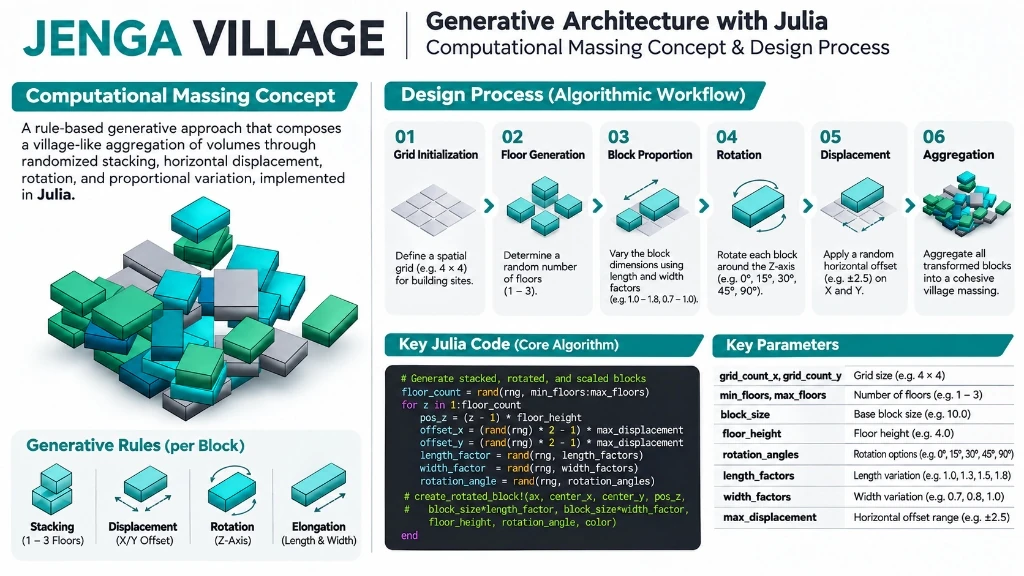 JENGA VILLAGE
Generative Architecture with Julia
Computational Massing Concept & Design Process
Computational Massing Concept
A rule-based generative approach that composes
a village-like aggregation of volumes through
randomized stacking, horizontal displacement,
rotation, and proportional variation, implemented
in Julia.
Generative Rules (per Block)
Stacking
(1 – 3 Floors)
Displacement
(X/Y Offset)
Rotation
(Z-Axis)
Elongation
(Length & Width)
Design Process (Algorithmic Workflow)
01
Grid Initialization
Define a spatial
grid (e.g. 4 × 4)
for building sites.
02
Floor Generation
Determine a
random number
of floors
(1 – 3).
03
Block Proportion
Vary the block
dimensions using
length and width
factors
(e.g. 1.0 – 1.8, 0.7 – 1.0).
04
Rotation
Rotate each block
around the Z-axis
(e.g. 0°, 15°, 30°,
45°, 90°).
05
Displacement
Apply a random
horizontal offset
(e.g. ±2.5) on
X and Y.
06
Aggregation
Aggregate all
transformed blocks
into a cohesive
village massing.
Key Julia Code (Core Algorithm)
# Generate stacked, rotated, and scaled blocks
floor_count = rand(rng, min_floors:max_floors)
for z in 1:floor_count
pos_z = (z - 1) * floor_height
offset_x = (rand(rng) * 2 - 1) * max_displacement
offset_y = (rand(rng) * 2 - 1) * max_displacement
length_factor = rand(rng, length_factors)
width_factor = rand(rng, width_factors)
rotation_angle = rand(rng, rotation_angles)
# create_rotated_block!(ax, center_x, center_y, pos_z,
# block_size*length_factor, block_size*width_factor,
floor_height, rotation_angle, color)
end
Key Parameters
grid_count_x, grid_count_y Grid size (e.g. 4 × 4)
min_floors, max_floors Number of floors (e.g. 1 – 3)
block_size Base block size (e.g. 10.0)
floor_height Floor height (e.g. 4.0)
rotation_angles Rotation options (e.g. 0°, 15°, 30°, 45°, 90°)
length_factors Length variation (e.g. 1.0, 1.3, 1.5, 1.8)
width_factors Width variation (e.g. 0.7, 0.8, 1.0)
max_displacement Horizontal offset range (e.g. ±2.5)